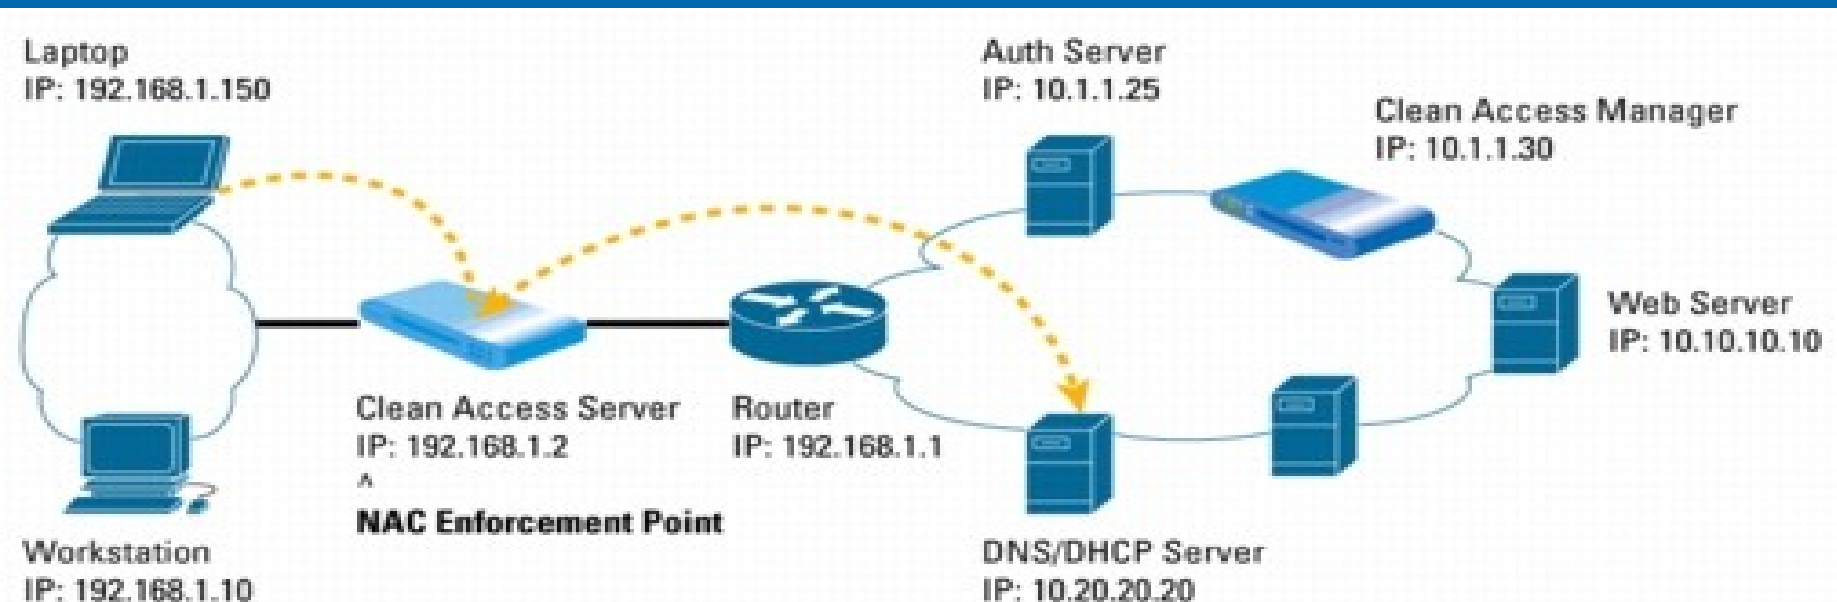 Laptop
IP: 192.168.1.150
Auth Server
IP: 10.1.1.25
Clean Access Manager
IP: 10.1.1.30
Web Server
IP: 10.10.10.10
Clean Access Server
IP: 192.168.1.2
^
NAC Enforcement Point
Router
IP: 192.168.1.1
Workstation
IP: 192.168.1.10
DNS/DHCP Server
IP: 10.20.20.20